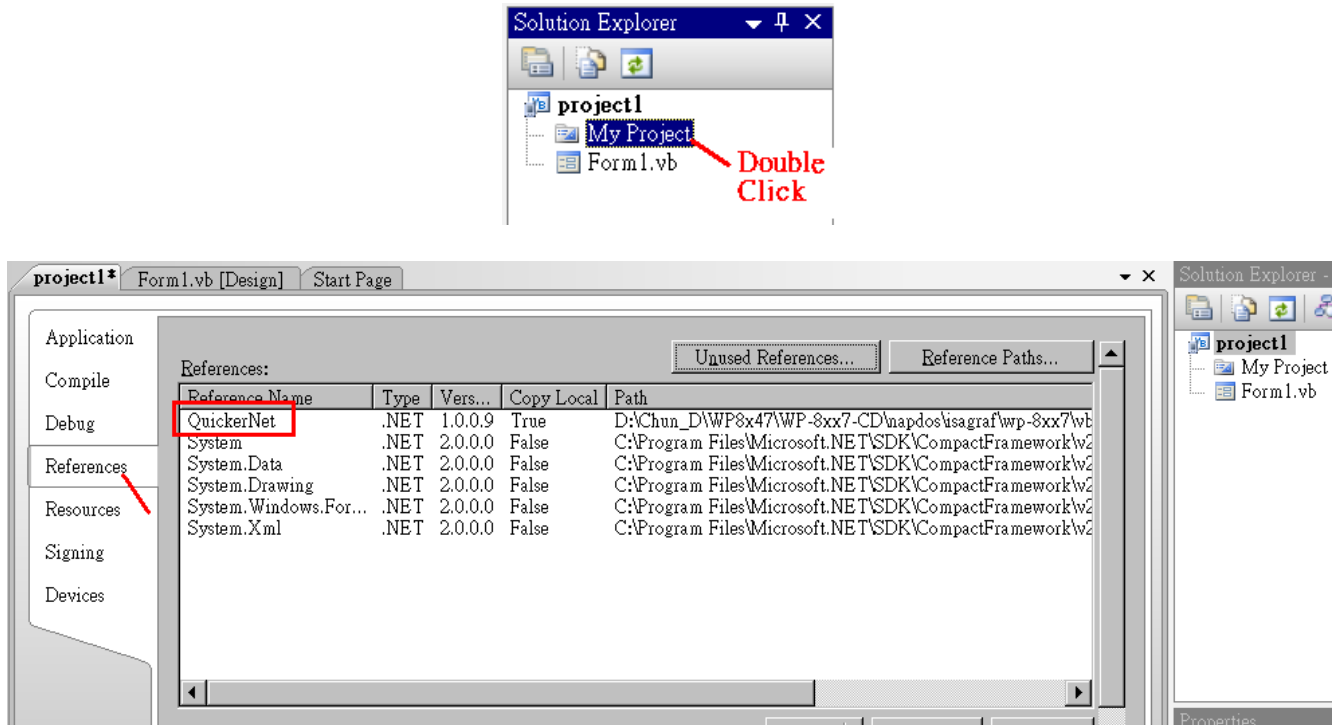 Solution Explorer
project1
My Project
Form1.vb
Double
Click
project1* Form1.vb [Design] Start Page
Solution Explorer -
Application
Compile
Debug
References
Resources
Signing
Devices
Unused References... Reference Paths...
References:
Reference Name Type Vers... Copy Local Path
QuickerNet .NET 1.0.0.9 True D:\Chun_D\WP8x47\WP-8xx7-CD\napdos\isagraf\wp-8xx7\vb
System .NET 2.0.0.0 False C:\Program Files\Microsoft.NET\SDK\CompactFramework\v2
System.Data .NET 2.0.0.0 False C:\Program Files\Microsoft.NET\SDK\CompactFramework\v2
System.Drawing .NET 2.0.0.0 False C:\Program Files\Microsoft.NET\SDK\CompactFramework\v2
System.Windows.For... .NET 2.0.0.0 False C:\Program Files\Microsoft.NET\SDK\CompactFramework\v2
System.Xml .NET 2.0.0.0 False C:\Program Files\Microsoft.NET\SDK\CompactFramework\v2
project1
My Project
Form1.vb
Properties